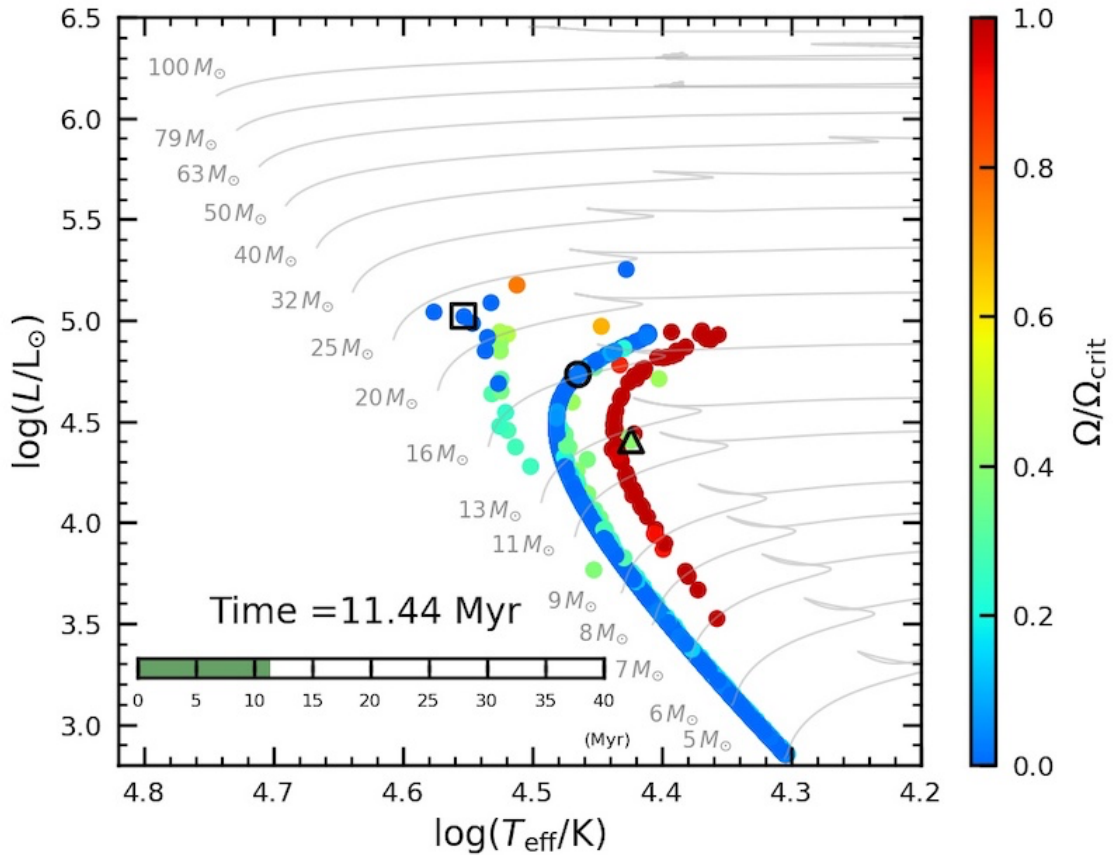 6.5
6.0
5.5
5.0
4.5
4.0
3.5
3.0
log(L/L⊙)
100 M⊙
79 M⊙
63 M⊙
50 M⊙
40 M⊙
32 M⊙
25 M⊙
20 M⊙
16 M⊙
13 M⊙
11 M⊙
9 M⊙
8 M⊙
7 M⊙
6 M⊙
5 M⊙
Time =11.44 Myr
0 5 10 15 20 25 30 35 40
(Myr)
4.8 4.7 4.6 4.5 4.4 4.3 4.2
log(Teff/K)
1.0
0.8
0.6
0.4
0.2
0.0
Ω/Ωcrit